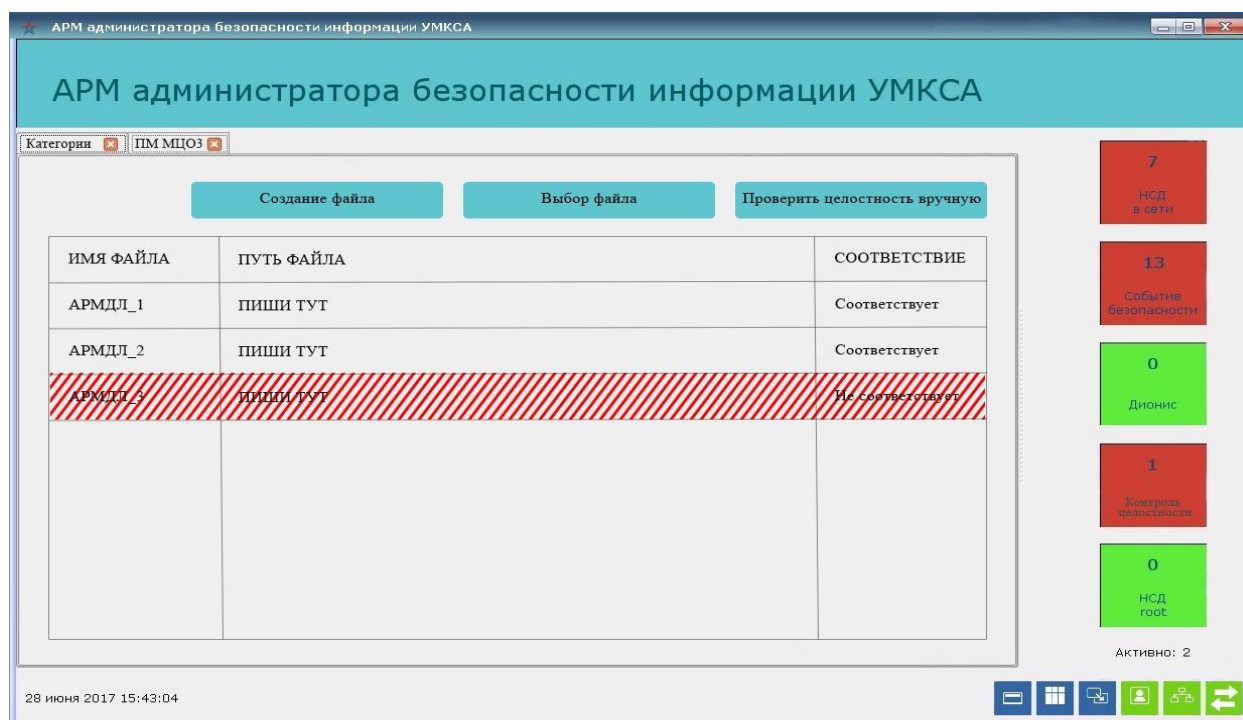 АРМ администратора безопасности информации УМКСА
АРМ администратора безопасности информации УМКСА
Категории ПМ МЦОЗ
Создание файла Выбор файла Проверить целостность вручную
ИМЯ ФАЙЛА ПУТЬ ФАЙЛА СООТВЕТСТВИЕ
АРМДЛ_1 ПИШИ ТУТ Соответствует
АРМДЛ_2 ПИШИ ТУТ Соответствует
АРМДЛ_3 ПИШИ ТУТ Не соответствует
7
НСД
в сети
13
Событие
безопасности
0
Дионис
1
Контроль
целостности
0
НСД
root
Активно: 2
28 июня 2017 15:43:04